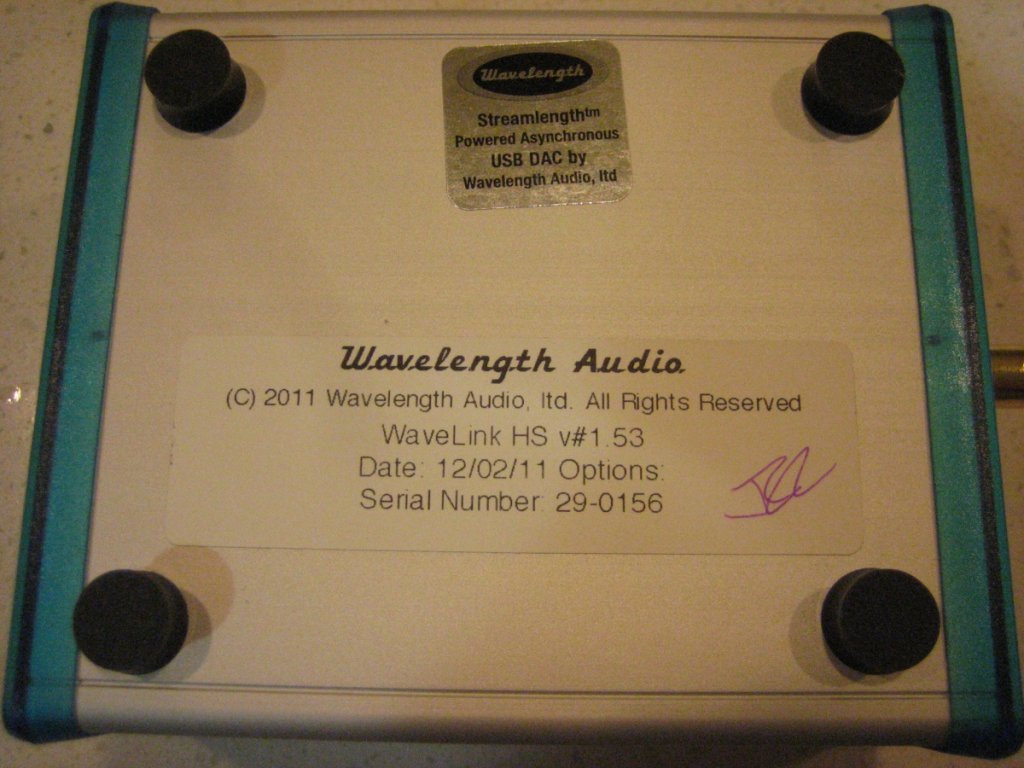 Wavelength
Streamlengthtm
Powered Asynchronous
USB DAC by
Wavelength Audio, ltd
Wavelength Audio
(C) 2011 Wavelength Audio, ltd. All Rights Reserved
WaveLink HS v#1.53
Date: 12/02/11 Options:
Serial Number: 29-0156